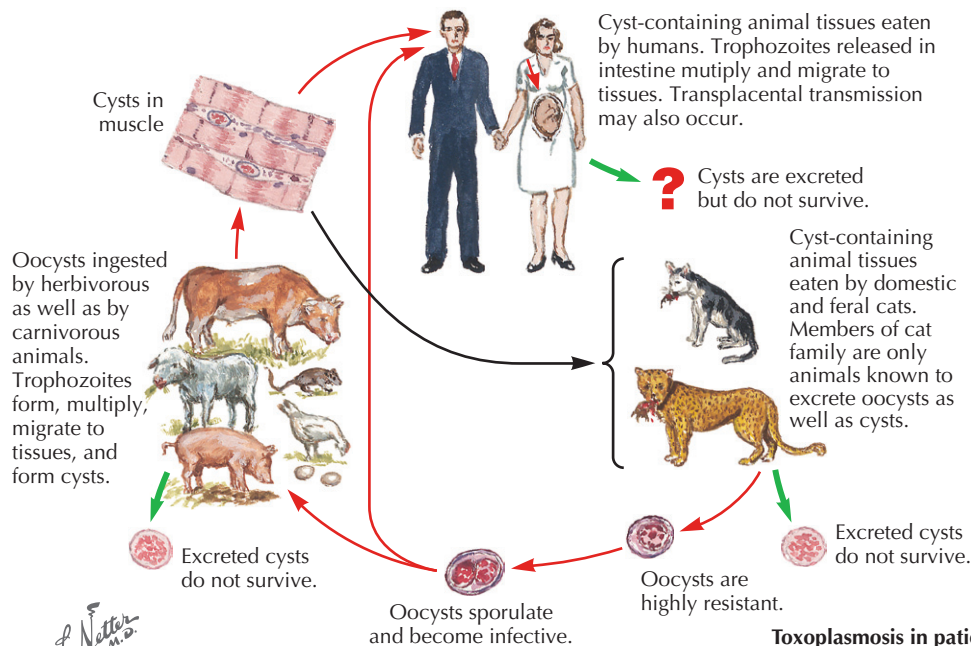 Cyst-containing animal tissues eaten
by humans. Trophozoites released in
intestine mutiply and migrate to
tissues. Transplacental transmission
may also occur.
Cysts in
muscle
?
Cysts are excreted
but do not survive.
Oocysts ingested
by herbivorous
as well as by
carnivorous
animals.
Trophozoites
form, multiply,
migrate to
tissues, and
form cysts.
Cyst-containing
animal tissues
eaten by domestic
and feral cats.
Members of cat
family are only
animals known to
excrete oocysts as
well as cysts.
Excreted cysts
do not survive.
Oocysts sporulate
and become infective.
Oocysts are
highly resistant.
Excreted cysts
do not survive.
Netter
M.D.
Toxoplasmosis in patie